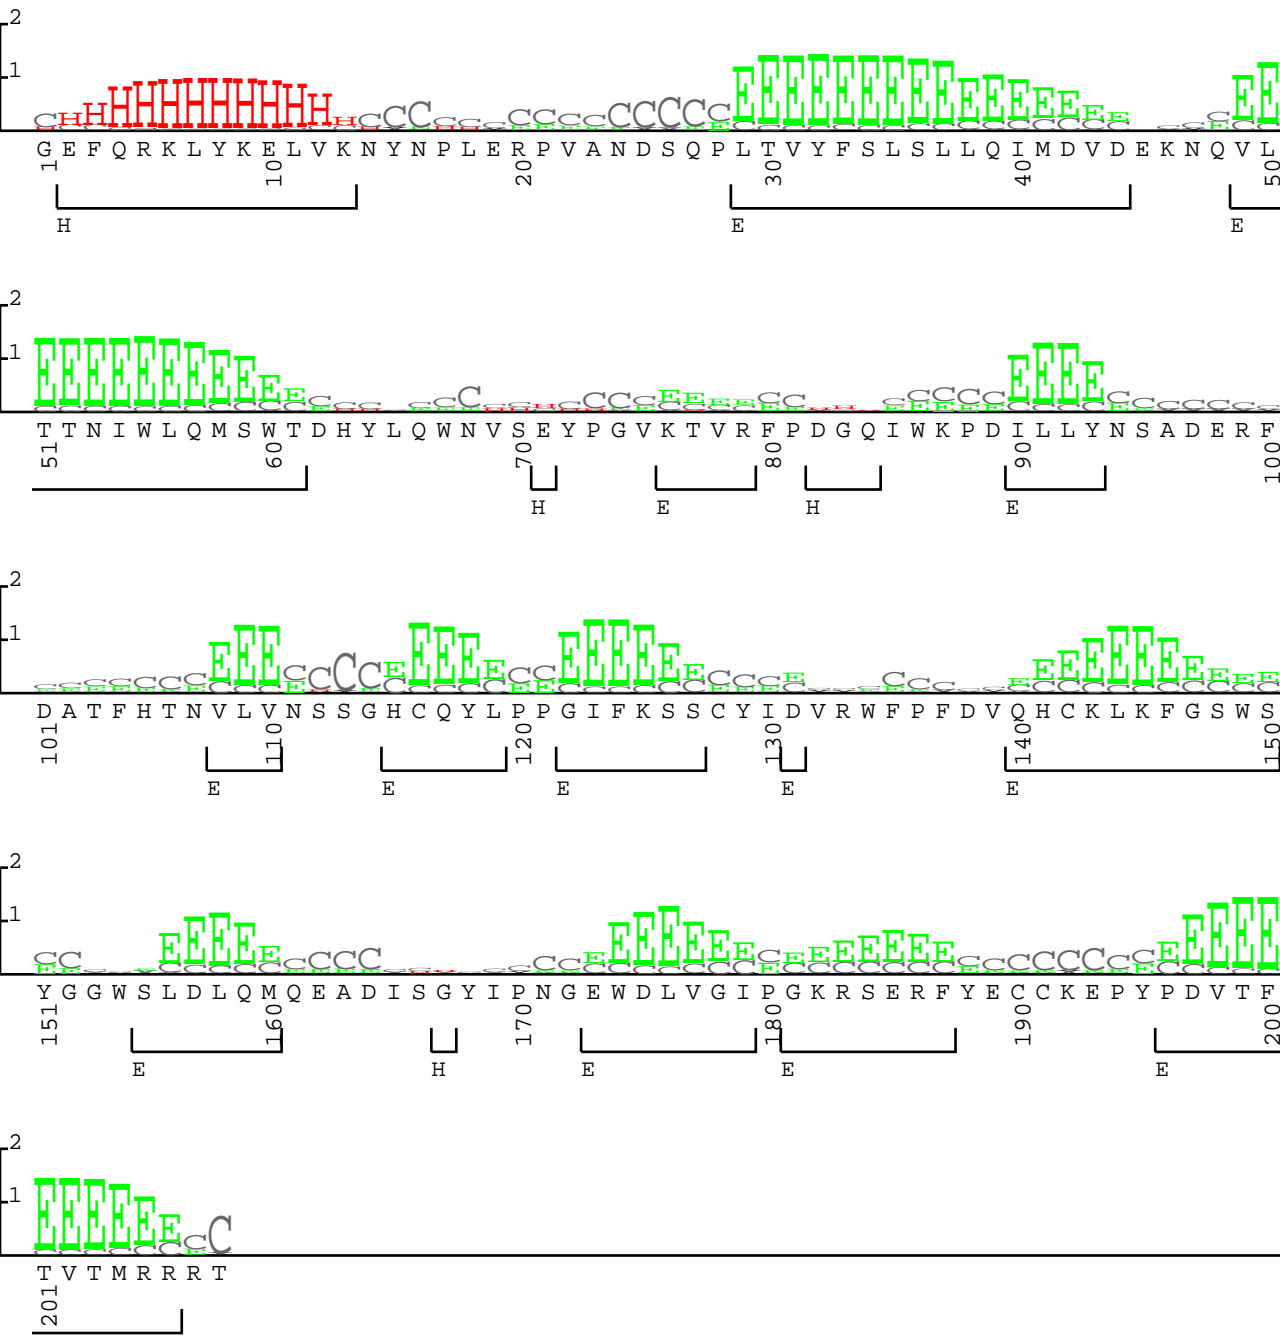 2
1
G E F Q R K L Y K E L V K N Y N P L E R P V A N D S Q P L T V Y F S L S L L Q I M D V D E K N Q V L
1 10 20 30 40 50
H E E
2
1
T T N I W L Q M S W T D H Y L Q W N V S E Y P G V K T V R F P D G Q I W K P D I L L Y N S A D E R F
51 60 70 80 90 100
H E H E
2
1
D A T F H T N V L V N S S G H C Q Y L P P G I F K S S C Y I D V R W F P F D V Q H C K L K F G S W S
101 110 120 130 140 150
E E E E E
2
1
Y G G W S L D L Q M Q E A D I S G Y I P N G E W D L V G I P G K R S E R F Y E C C K E P Y P D V T F
151 160 170 180 190 200
E H E E E
2
1
T V T M R R R T
201